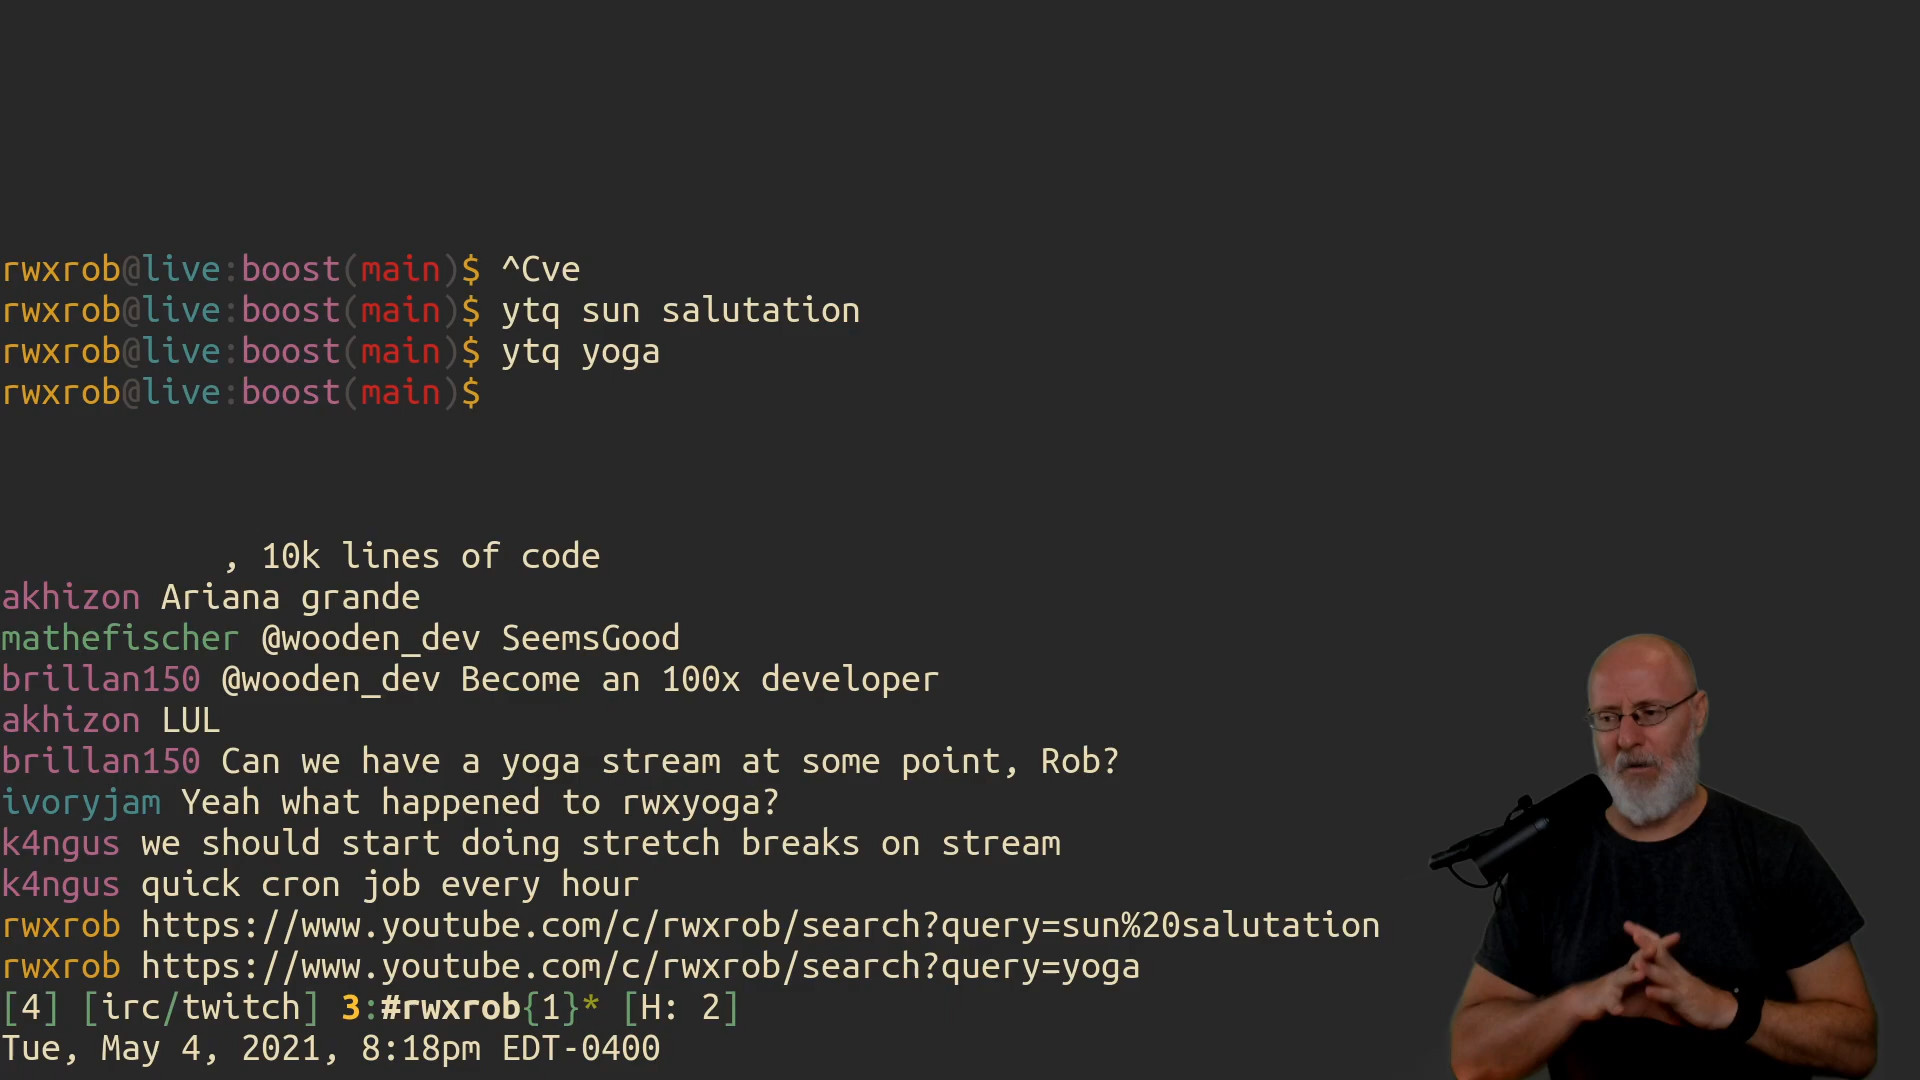 rwxrob@live:boost(main)$ ^Cve
rwxrob@live:boost(main)$ ytq sun salutation
rwxrob@live:boost(main)$ ytq yoga
rwxrob@live:boost(main)$
, 10k lines of code
akhizon Ariana grande
mathefischer @wooden_dev SeemsGood
brillan150 @wooden_dev Become an 100x developer
akhizon LUL
brillan150 Can we have a yoga stream at some point, Rob?
ivoryjam Yeah what happened to rwxyoga?
k4ngus we should start doing stretch breaks on stream
k4ngus quick cron job every hour
rwxrob https://www.youtube.com/c/rwxrob/search?query=sun%20salutation
rwxrob https://www.youtube.com/c/rwxrob/search?query=yoga
[4] [irc/twitch] 3:#rwxrob{1}* [H: 2]
Tue, May 4, 2021, 8:18pm EDT-0400